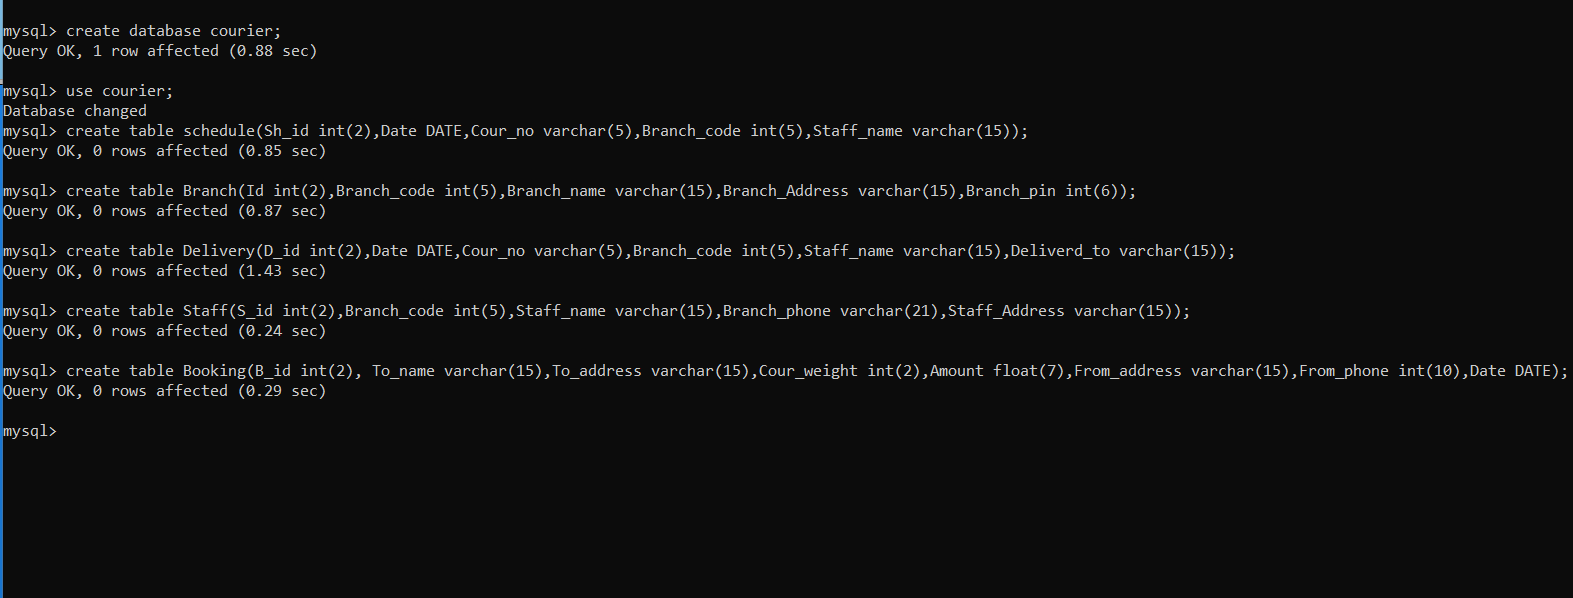 mysql> create database courier;
Query OK, 1 row affected (0.88 sec)
mysql> use courier;
Database changed
mysql> create table schedule(Sh_id int(2),Date DATE,Cour_no varchar(5),Branch_code int(5),Staff_name varchar(15));
Query OK, 0 rows affected (0.85 sec)
mysql> create table Branch(Id int(2),Branch_code int(5),Branch_name varchar(15),Branch_Address varchar(15),Branch_pin int(6));
Query OK, 0 rows affected (0.87 sec)
mysql> create table Delivery(D_id int(2),Date DATE,Cour_no varchar(5),Branch_code int(5),Staff_name varchar(15),Deliverd_to varchar(15));
Query OK, 0 rows affected (1.43 sec)
mysql> create table Staff(S_id int(2),Branch_code int(5),Staff_name varchar(15),Branch_phone varchar(21),Staff_Address varchar(15));
Query OK, 0 rows affected (0.24 sec)
mysql> create table Booking(B_id int(2), To_name varchar(15),To_address varchar(15),Cour_weight int(2),Amount float(7),From_address varchar(15),From_phone int(10),Date DATE);
Query OK, 0 rows affected (0.29 sec)
mysql>